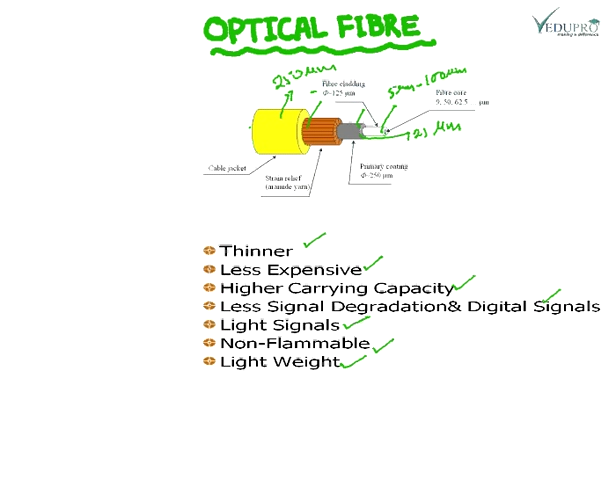 OPTICAL FIBRE
VEDUPRO
making a difference
250 µm
Fibre cladding
Φ~125 µm
5µm-100µm
Fibre core
9, 50, 62.5 µm
125 µm
Cable jacket
Strain relief
(aramide yarn)
Primary coating
Φ~250 µm
Thinner
Less Expensive
Higher Carrying Capacity
Less Signal Degradation& Digital Signals
Light Signals
Non-Flammable
Light Weight